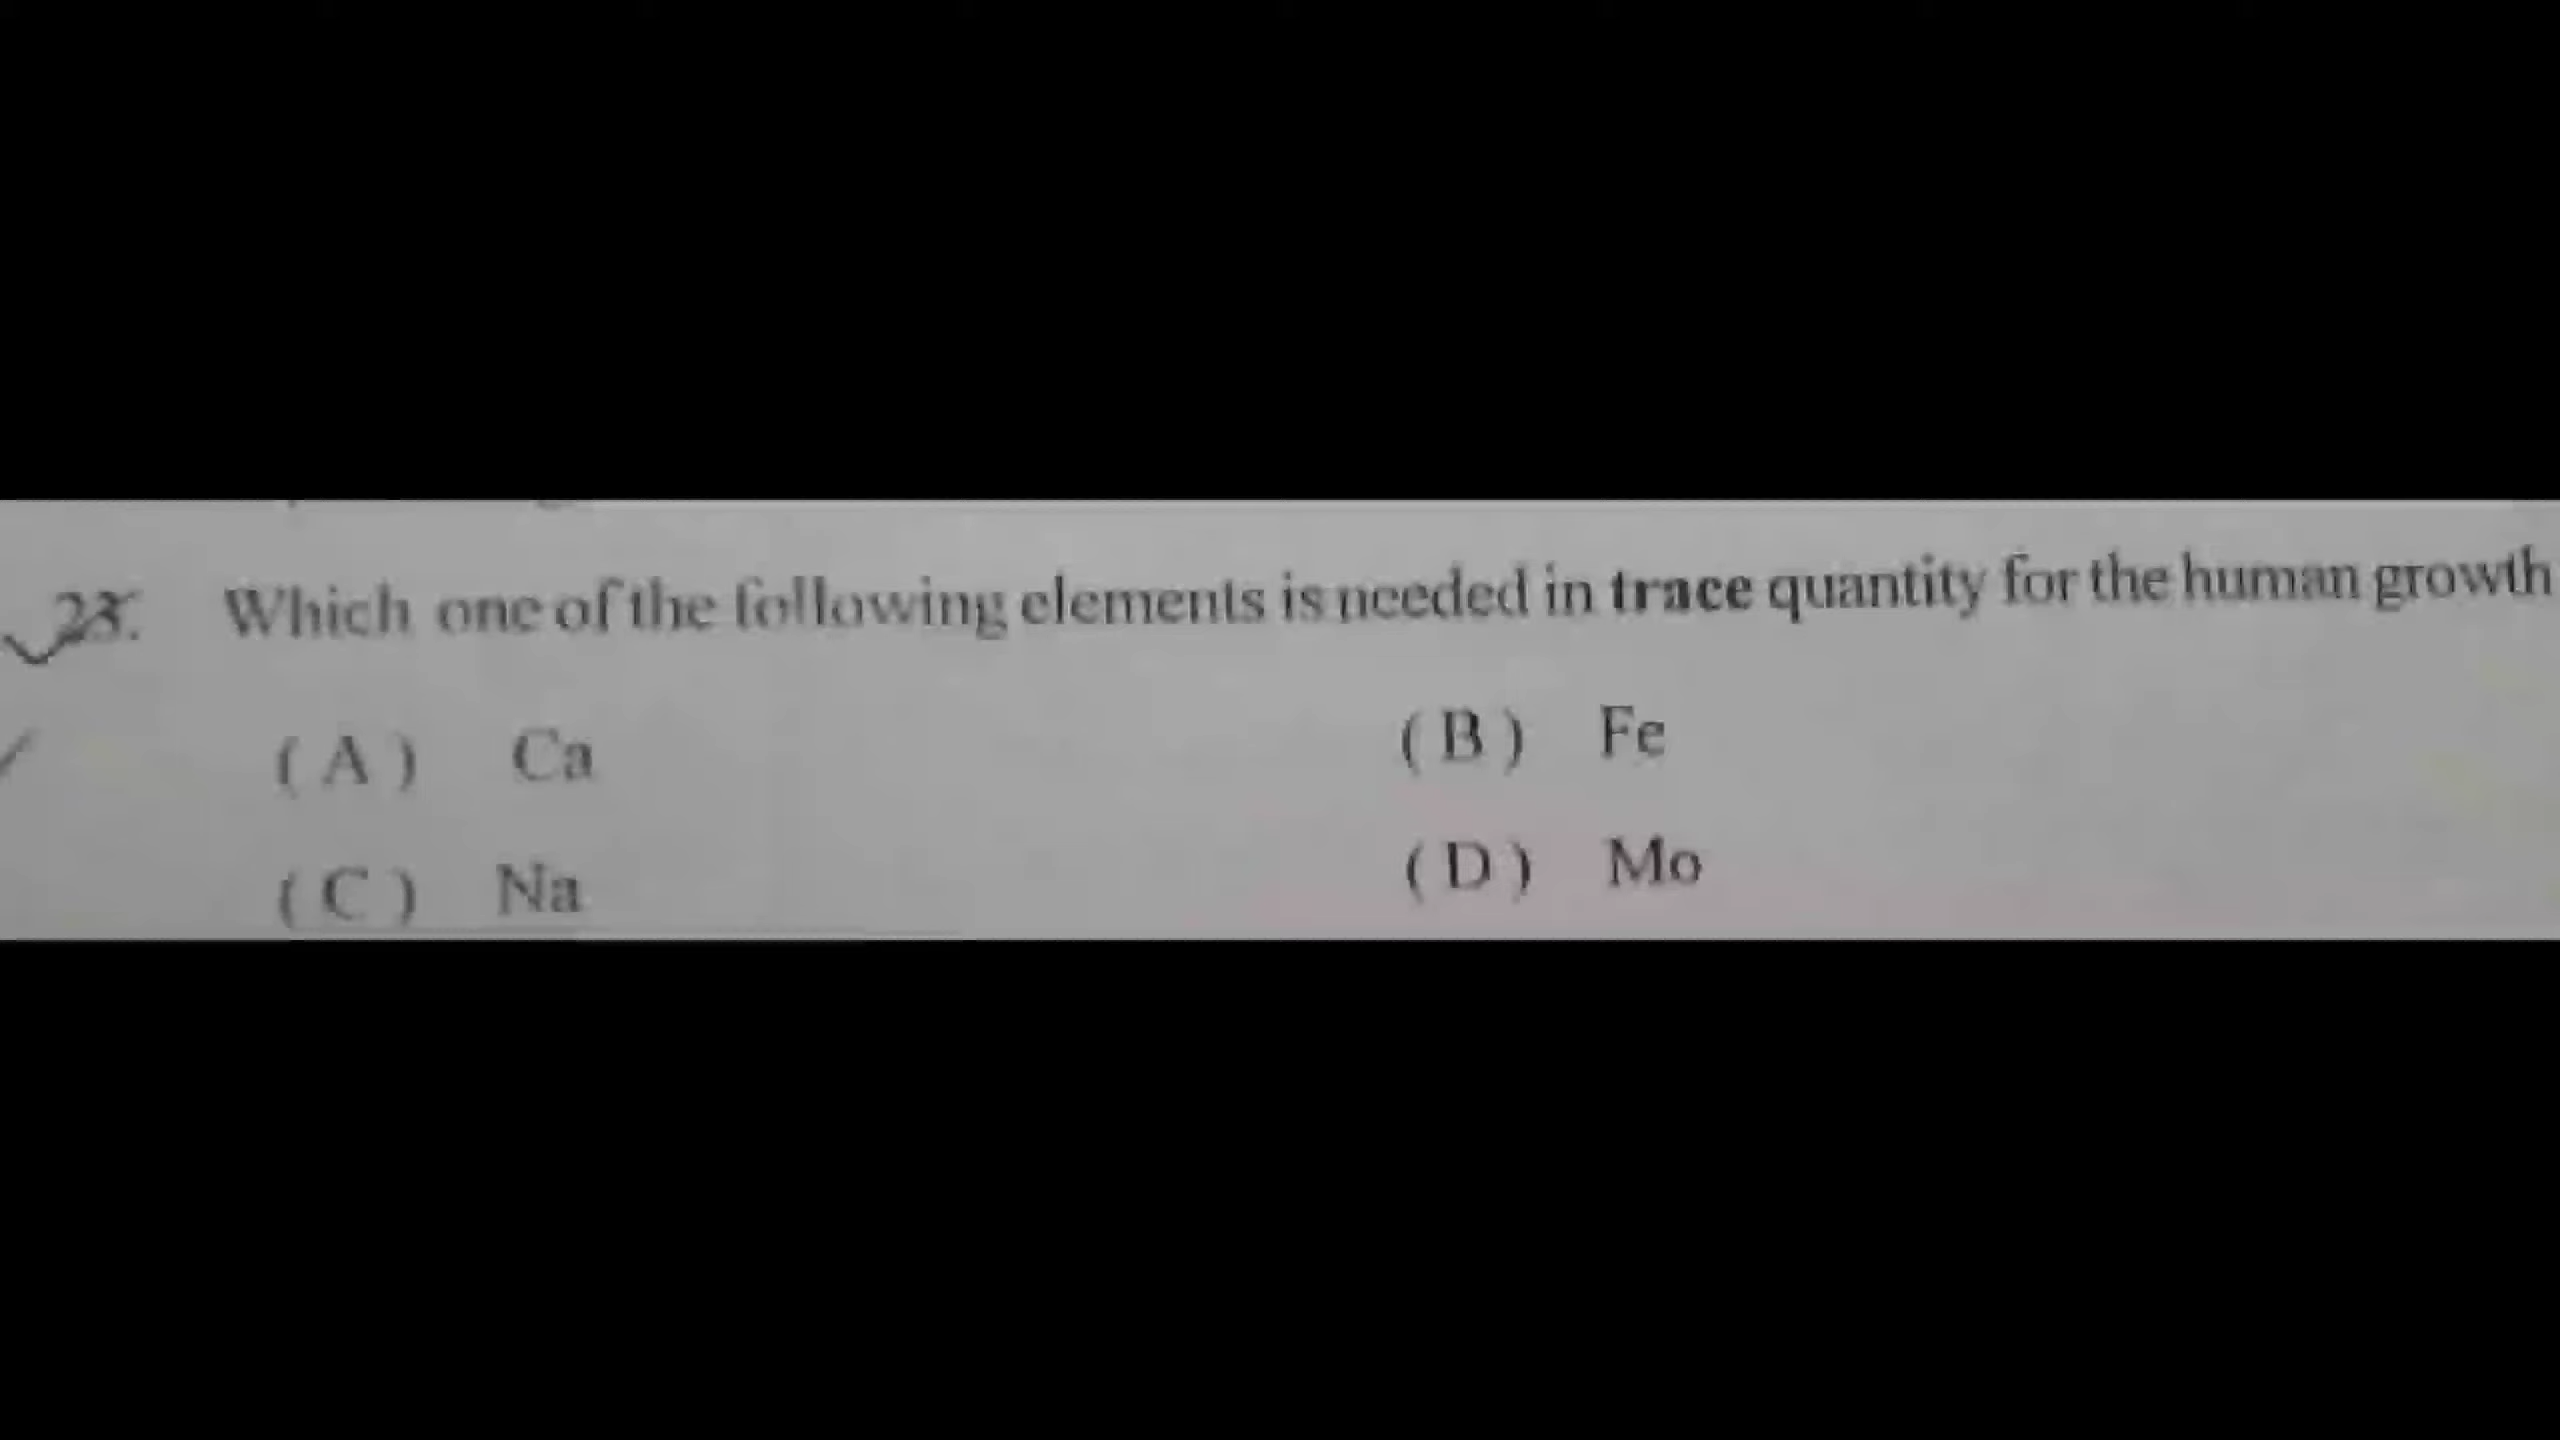 23. Which one of the following elements is needed in trace quantity for the human growth
(A) Ca (B) Fe
(C) Na (D) Mo